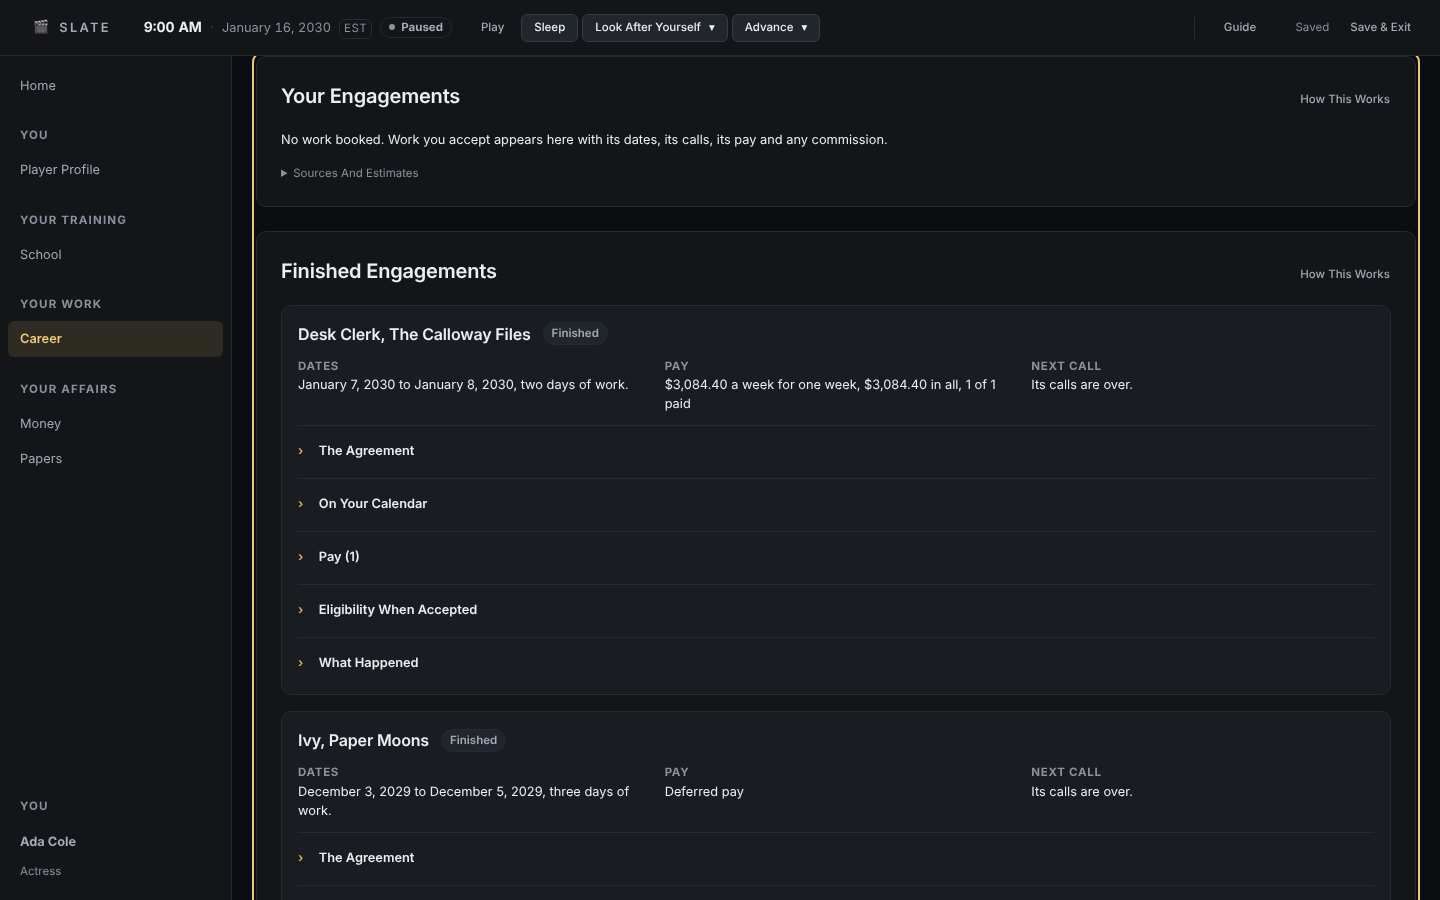 SLATE
9:00 AM · January 16, 2030 EST Paused Play Sleep Look After Yourself ▾ Advance ▾ Guide Saved Save & Exit
Home
YOU
Player Profile
YOUR TRAINING
School
YOUR WORK
Career
YOUR AFFAIRS
Money
Papers
YOU
Ada Cole
Actress
Your Engagements
How This Works
No work booked. Work you accept appears here with its dates, its calls, its pay and any commission.
Sources And Estimates
Finished Engagements
How This Works
Desk Clerk, The Calloway Files Finished
DATES
January 7, 2030 to January 8, 2030, two days of work.
PAY
$3,084.40 a week for one week, $3,084.40 in all, 1 of 1
paid
NEXT CALL
Its calls are over.
The Agreement
On Your Calendar
Pay (1)
Eligibility When Accepted
What Happened
Ivy, Paper Moons Finished
DATES
December 3, 2029 to December 5, 2029, three days of
work.
PAY
Deferred pay
NEXT CALL
Its calls are over.
The Agreement